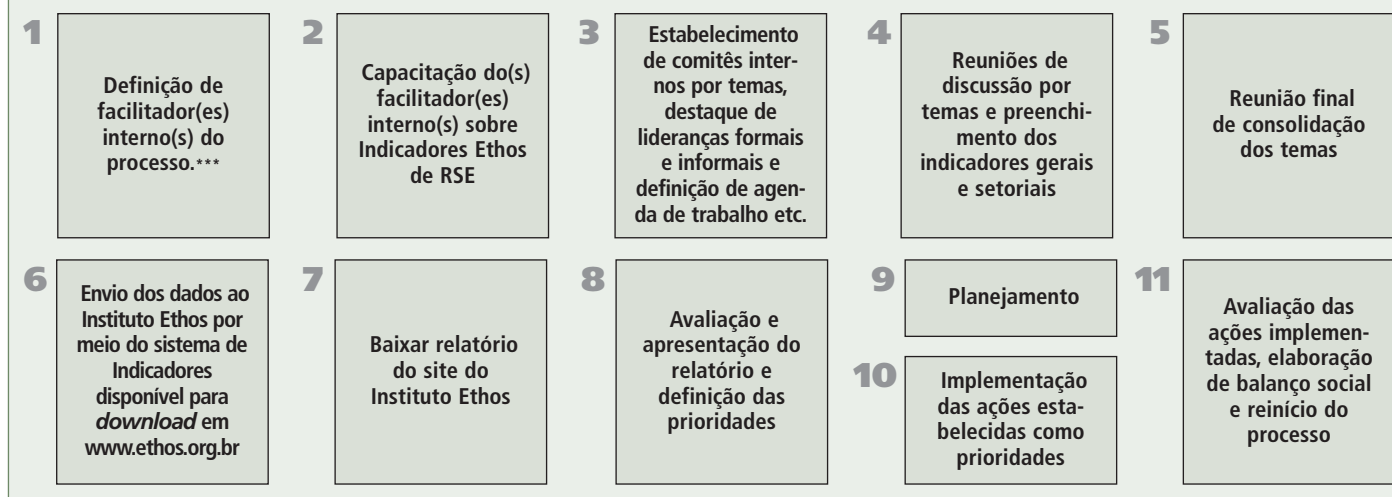 1
Definição de
facilitador(es)
interno(s) do
processo.***
2
Capacitação do(s)
facilitador(es)
interno(s) sobre
Indicadores Ethos
de RSE
3
Estabelecimento
de comitês inter-
nos por temas,
destaque de
lideranças formais
e informais e
definição de agen-
da de trabalho etc.
4
Reuniões de
discussão por
temas e preenchi-
mento dos
indicadores gerais
e setoriais
5
Reunião final
de consolidação
dos temas
6
Envio dos dados ao
Instituto Ethos por
meio do sistema de
Indicadores
disponível para
download em
www.ethos.org.br
7
Baixar relatório
do site do
Instituto Ethos
8
Avaliação e
apresentação do
relatório e
definição das
prioridades
9
Planejamento
10
Implementação
das ações esta-
belecidas como
prioridades
11
Avaliação das
ações implemen-
tadas, elaboração
de balanço social
e reinício do
processo